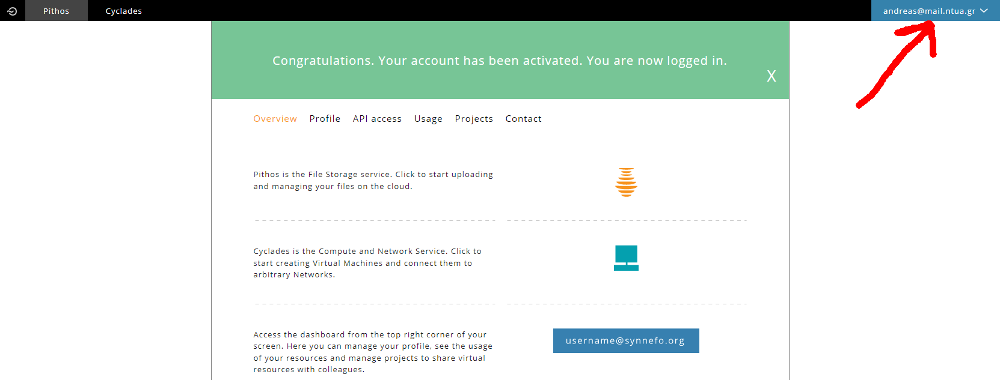 Pithos Cyclades andreas@mail.ntua.gr
Congratulations. Your account has been activated. You are now logged in.
X
Overview Profile API access Usage Projects Contact
Pithos is the File Storage service. Click to start uploading
and managing your files on the cloud.
Cyclades is the Compute and Network Service. Click to
start creating Virtual Machines and connect them to
arbitrary Networks.
Access the dashboard from the top right corner of your
screen. Here you can manage your profile, see the usage
of your resources and manage projects to share virtual
resources with colleagues.
username@synnefo.org